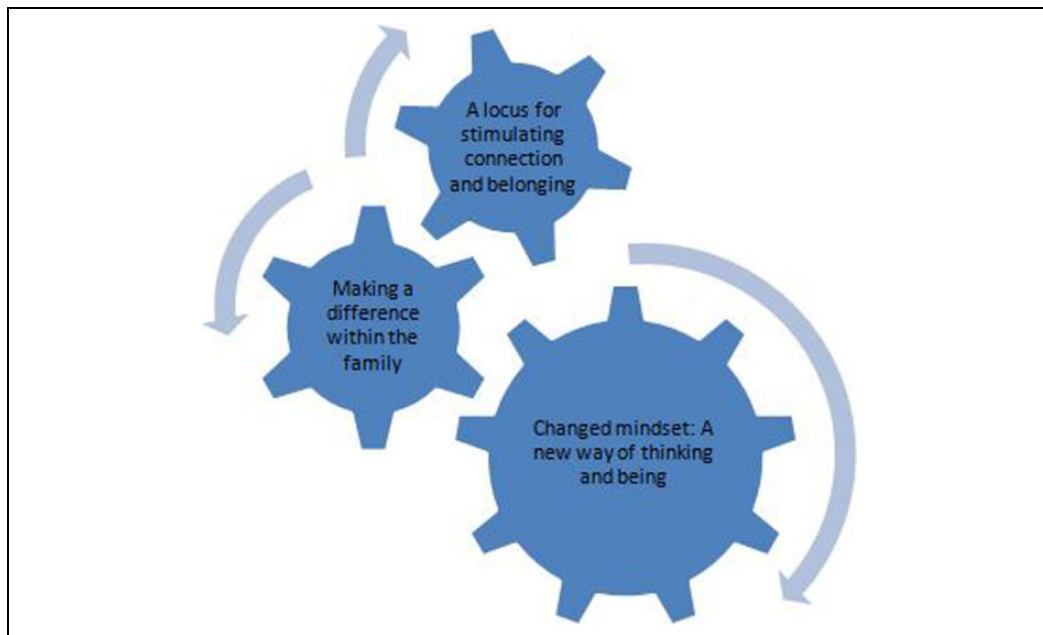 A locus for
stimulating
connection
and belonging
Making a
difference
within the
family
Changed mindset: A
new way of thinking
and being